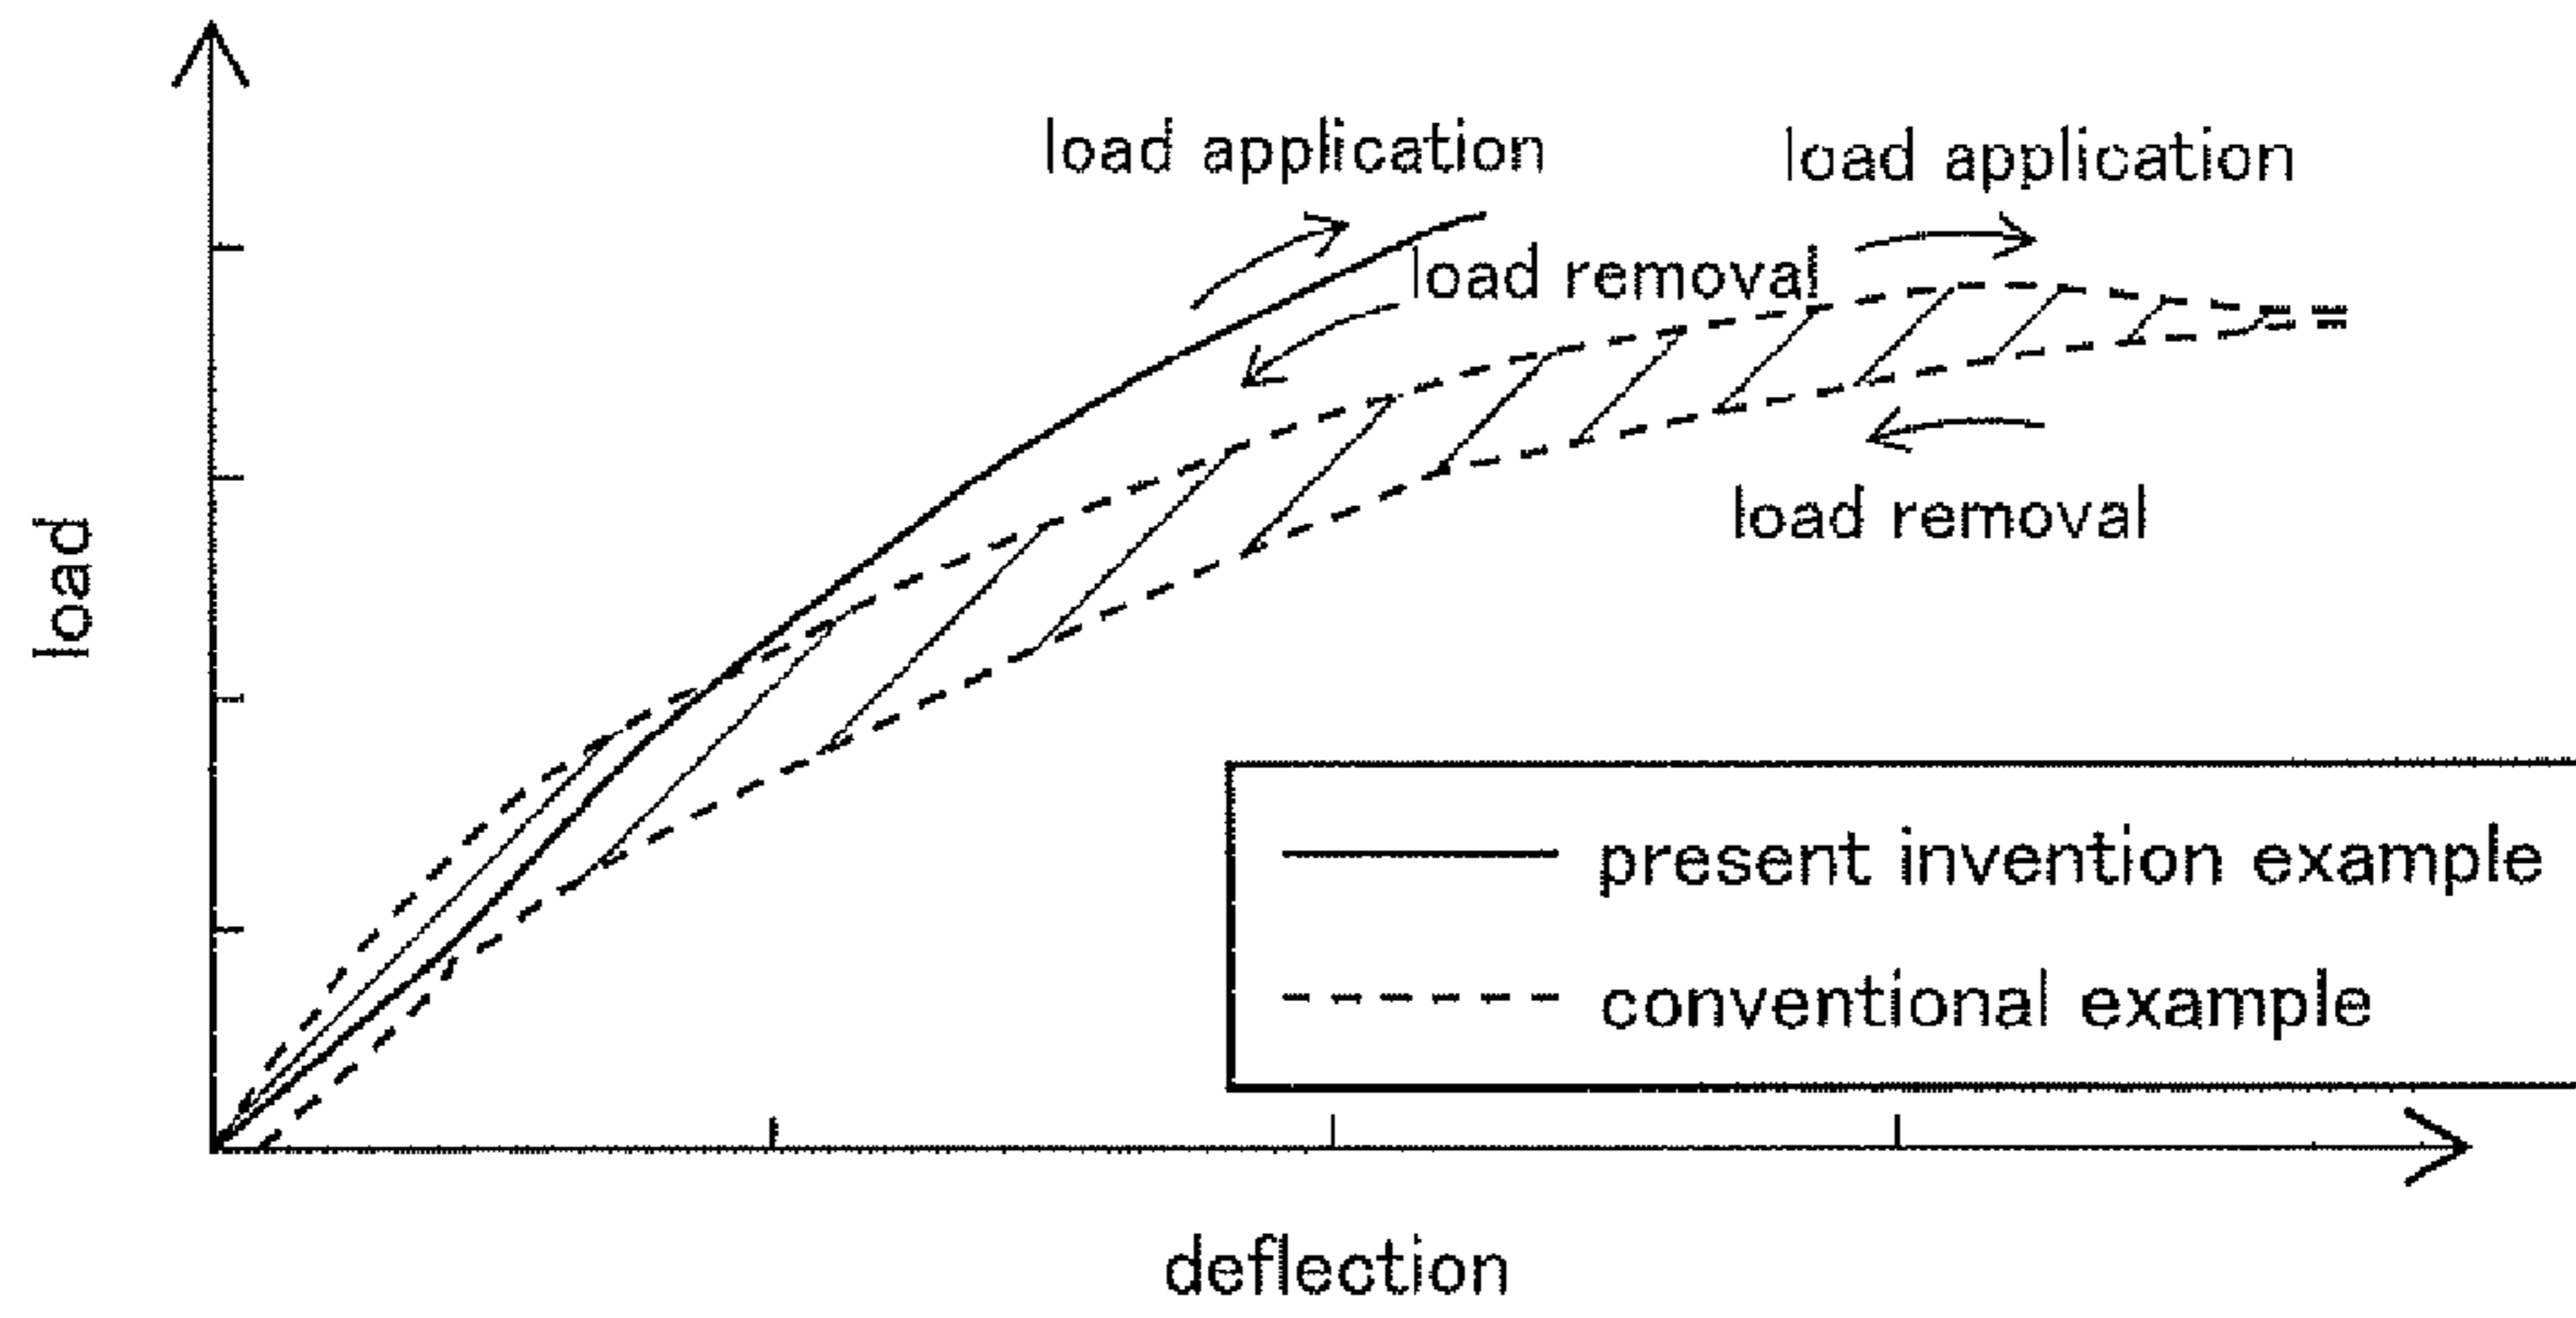 load application
load application
load removal
load removal
load
present invention example
conventional example
deflection